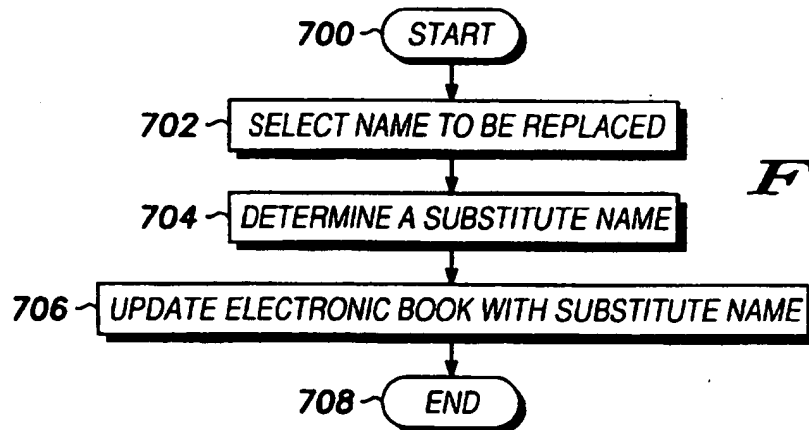 700 START
702 SELECT NAME TO BE REPLACED
F
704 DETERMINE A SUBSTITUTE NAME
706 UPDATE ELECTRONIC BOOK WITH SUBSTITUTE NAME
708 END